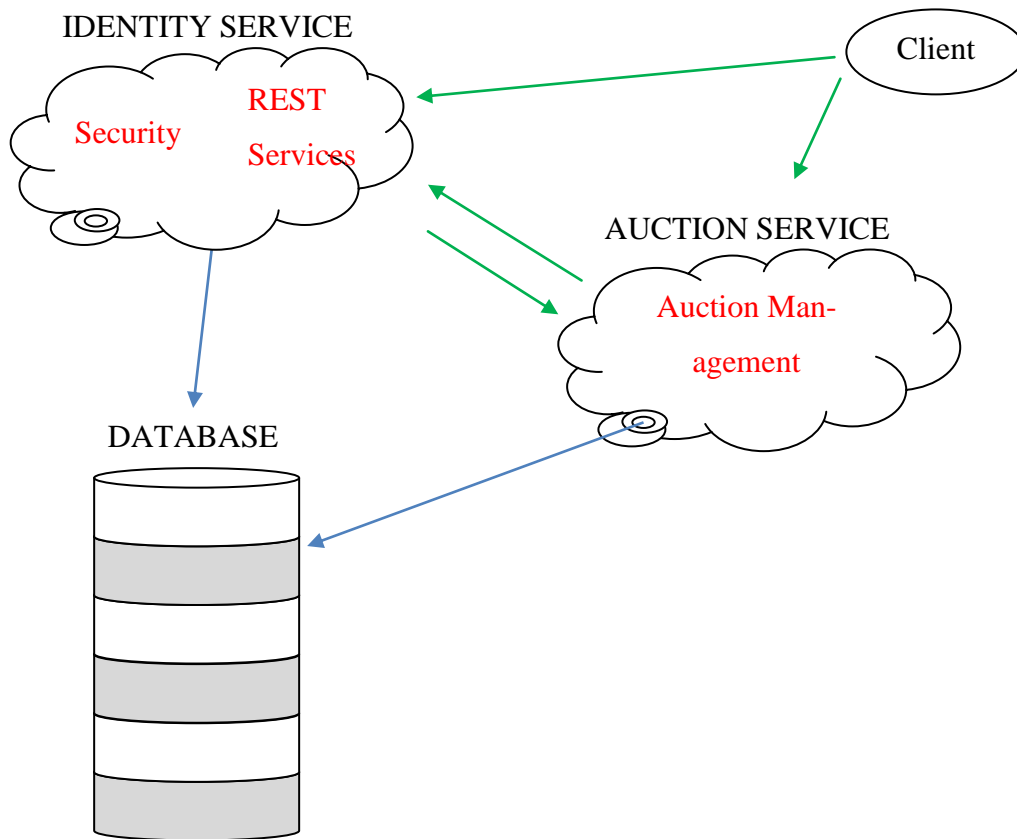 IDENTITY SERVICE
Client
REST
Security
Services
AUCTION SERVICE
Auction Man-
agement
DATABASE